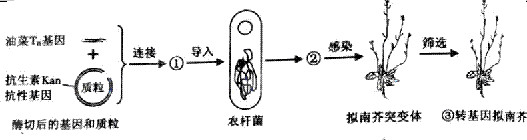 油菜Tn基因
+
抗生素Kan
抗性基因
质粒
酶切后的基因和质粒
连接
①
导入
农杆菌
②
感染
拟南芥突变体
筛选
③转基因拟南芥